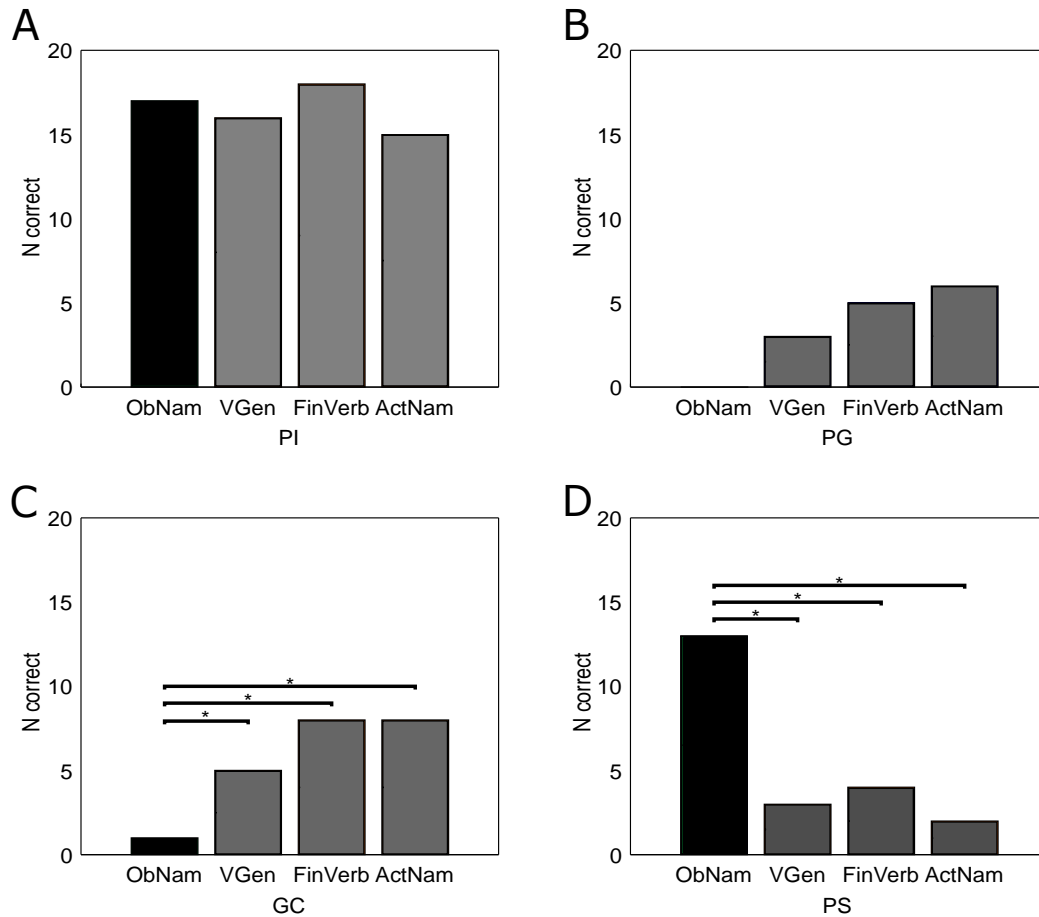 A
20
15
10
5
0
N correct
ObNam VGen FinVerb ActNam
PI
B
20
15
10
5
0
N correct
ObNam VGen FinVerb ActNam
PG
C
20
15
10
5
0
N correct
* 
*
*
ObNam VGen FinVerb ActNam
GC
D
20
15
10
5
0
N correct
*
*
*
ObNam VGen FinVerb ActNam
PS